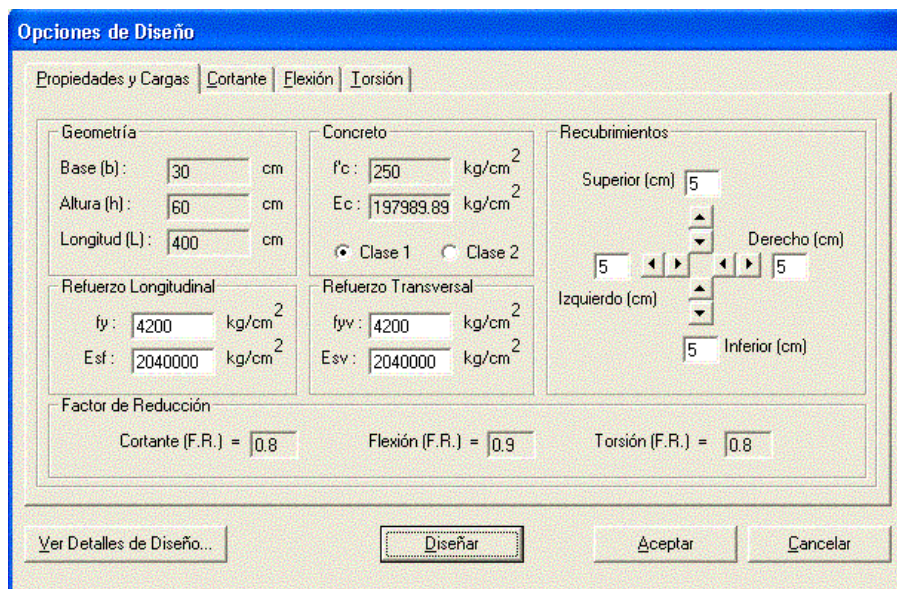 Opciones de Diseño
Propiedades y Cargas Cortante Flexión Torsión
Geometría
Base (b) : 30 cm
Altura (h) : 60 cm
Longitud (L) : 400 cm
Concreto
f'c : 250 kg/cm2
Ec : 197989.89 kg/cm2
Clase 1 Clase 2
Recubrimientos
Superior (cm) 5
Derecho (cm)
5 5
Izquierdo (cm)
5 Inferior (cm)
Refuerzo Longitudinal
fy : 4200 kg/cm2
Esf : 2040000 kg/cm2
Refuerzo Transversal
fyv : 4200 kg/cm2
Esv : 2040000 kg/cm2
Factor de Reducción
Cortante (F.R.) = 0.8 Flexión (F.R.) = 0.9 Torsión (F.R.) = 0.8
Ver Detalles de Diseño... Diseñar Aceptar Cancelar